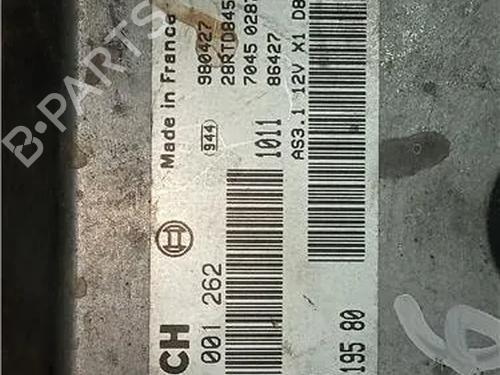 B-PARTS
CH
Made in France
001 262
980427
28RTD845
944
7045 0287
1011
86427
AS3.1 12V X1 D8
195 80